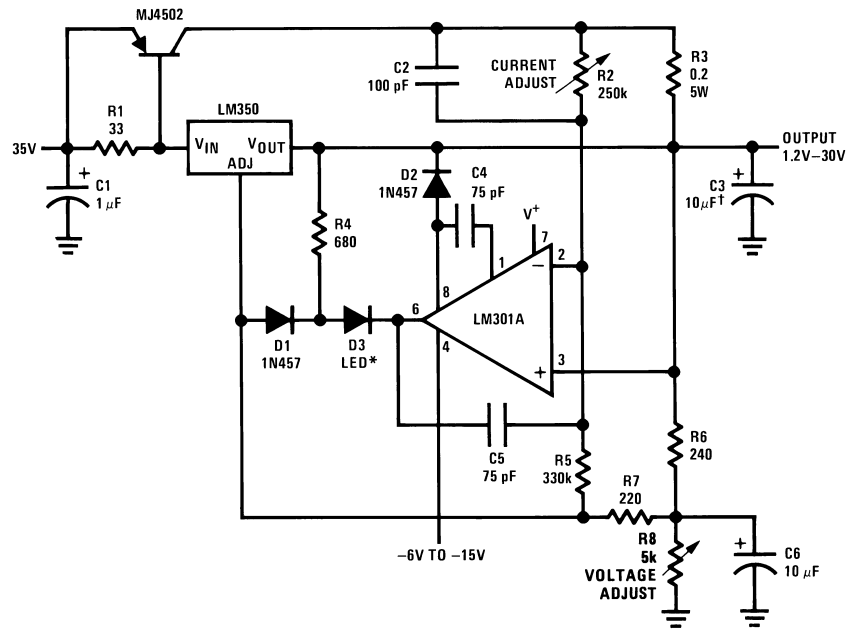 MJ4502
C2
100 pF
CURRENT
ADJUST
R2
250k
R3
0.2
5W
R1
33
LM350
35V
VIN
VOUT
ADJ
OUTPUT
1.2V–30V
C1
1 μF
+
R4
680
D2
1N457
C4
75 pF
V+
7
+
C3
10μF†
1
2
–
8
6
LM301A
4
3
+
D1
1N457
D3
LED*
C5
75 pF
R5
330k
R6
240
R7
220
–6V TO –15V
R8
5k
VOLTAGE
ADJUST
+
C6
10 μF